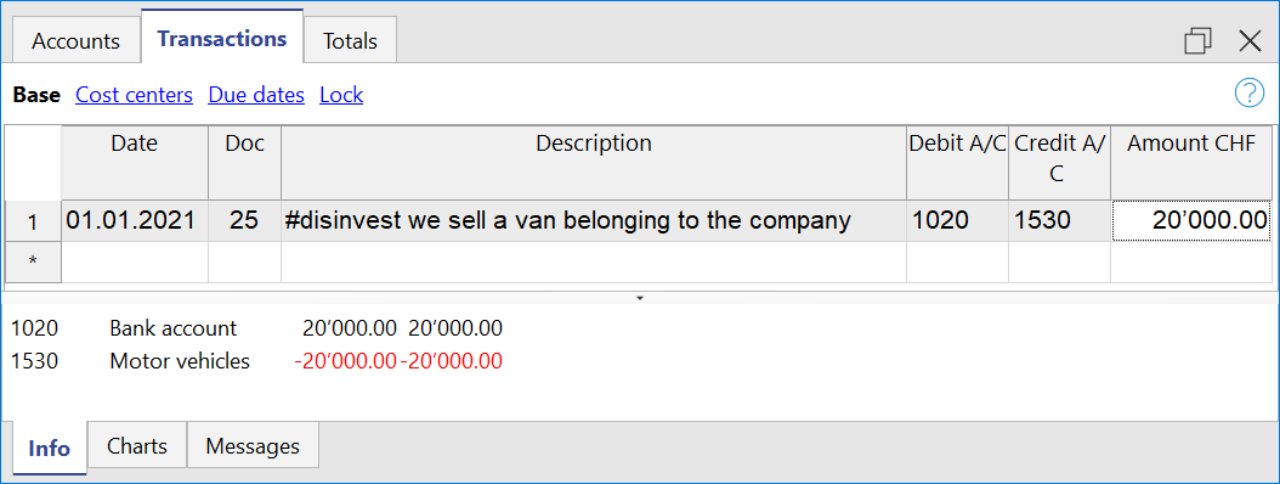 Accounts Transactions Totals
Base Cost centers Due dates Lock ?
Date Doc Description Debit A/C Credit A/
C Amount CHF
1 01.01.2021 25 #disinvest we sell a van belonging to the company 1020 1530 20’000.00
*
1020 Bank account 20’000.00 20’000.00
1530 Motor vehicles -20’000.00 -20’000.00
Info Charts Messages